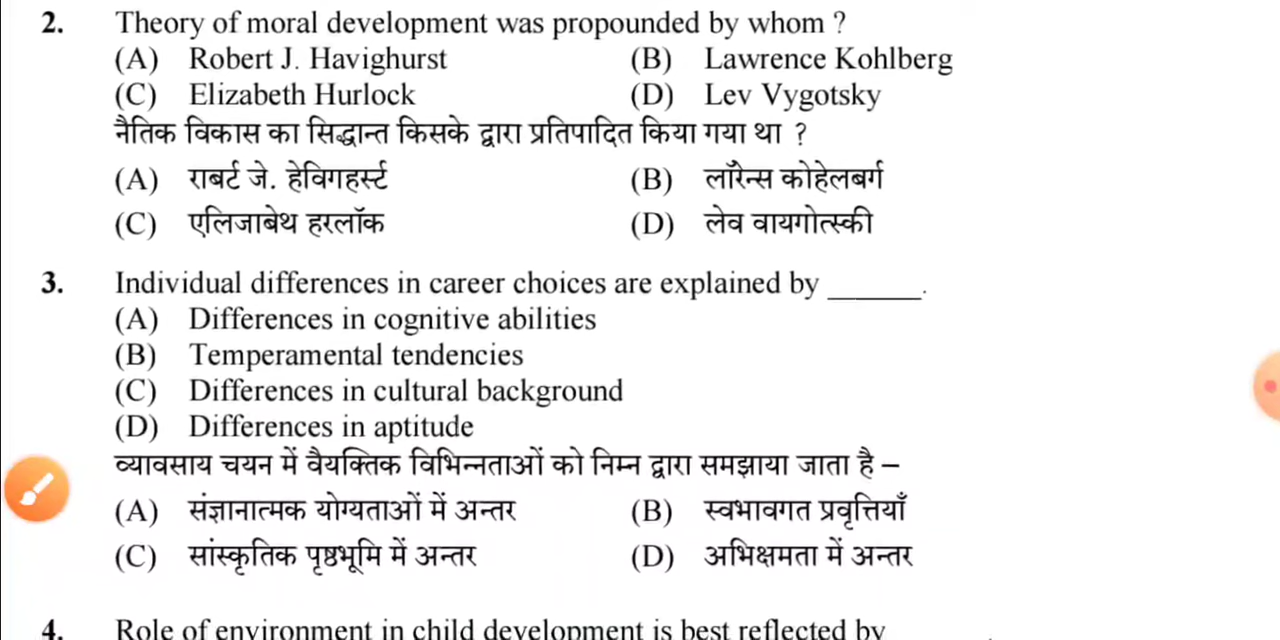 2. Theory of moral development was propounded by whom ?
(A) Robert J. Havighurst (B) Lawrence Kohlberg
(C) Elizabeth Hurlock (D) Lev Vygotsky
नैतिक विकास का सिद्धान्त किसके द्वारा प्रतिपादित किया गया था ?
(A) राबर्ट जे. हेविगहर्स्ट (B) लॉरेन्स कोहेलबर्ग
(C) एलिजाबेथ हरलॉक (D) लेव वायगोत्स्की
3. Individual differences in career choices are explained by ______.
(A) Differences in cognitive abilities
(B) Temperamental tendencies
(C) Differences in cultural background
(D) Differences in aptitude
व्यावसाय चयन में वैयक्तिक विभिन्नताओं को निम्न द्वारा समझाया जाता है –
(A) संज्ञानात्मक योग्यताओं में अन्तर (B) स्वभावगत प्रवृत्तियाँ
(C) सांस्कृतिक पृष्ठभूमि में अन्तर (D) अभिक्षमता में अन्तर
4. Role of environment in child development is best reflected by